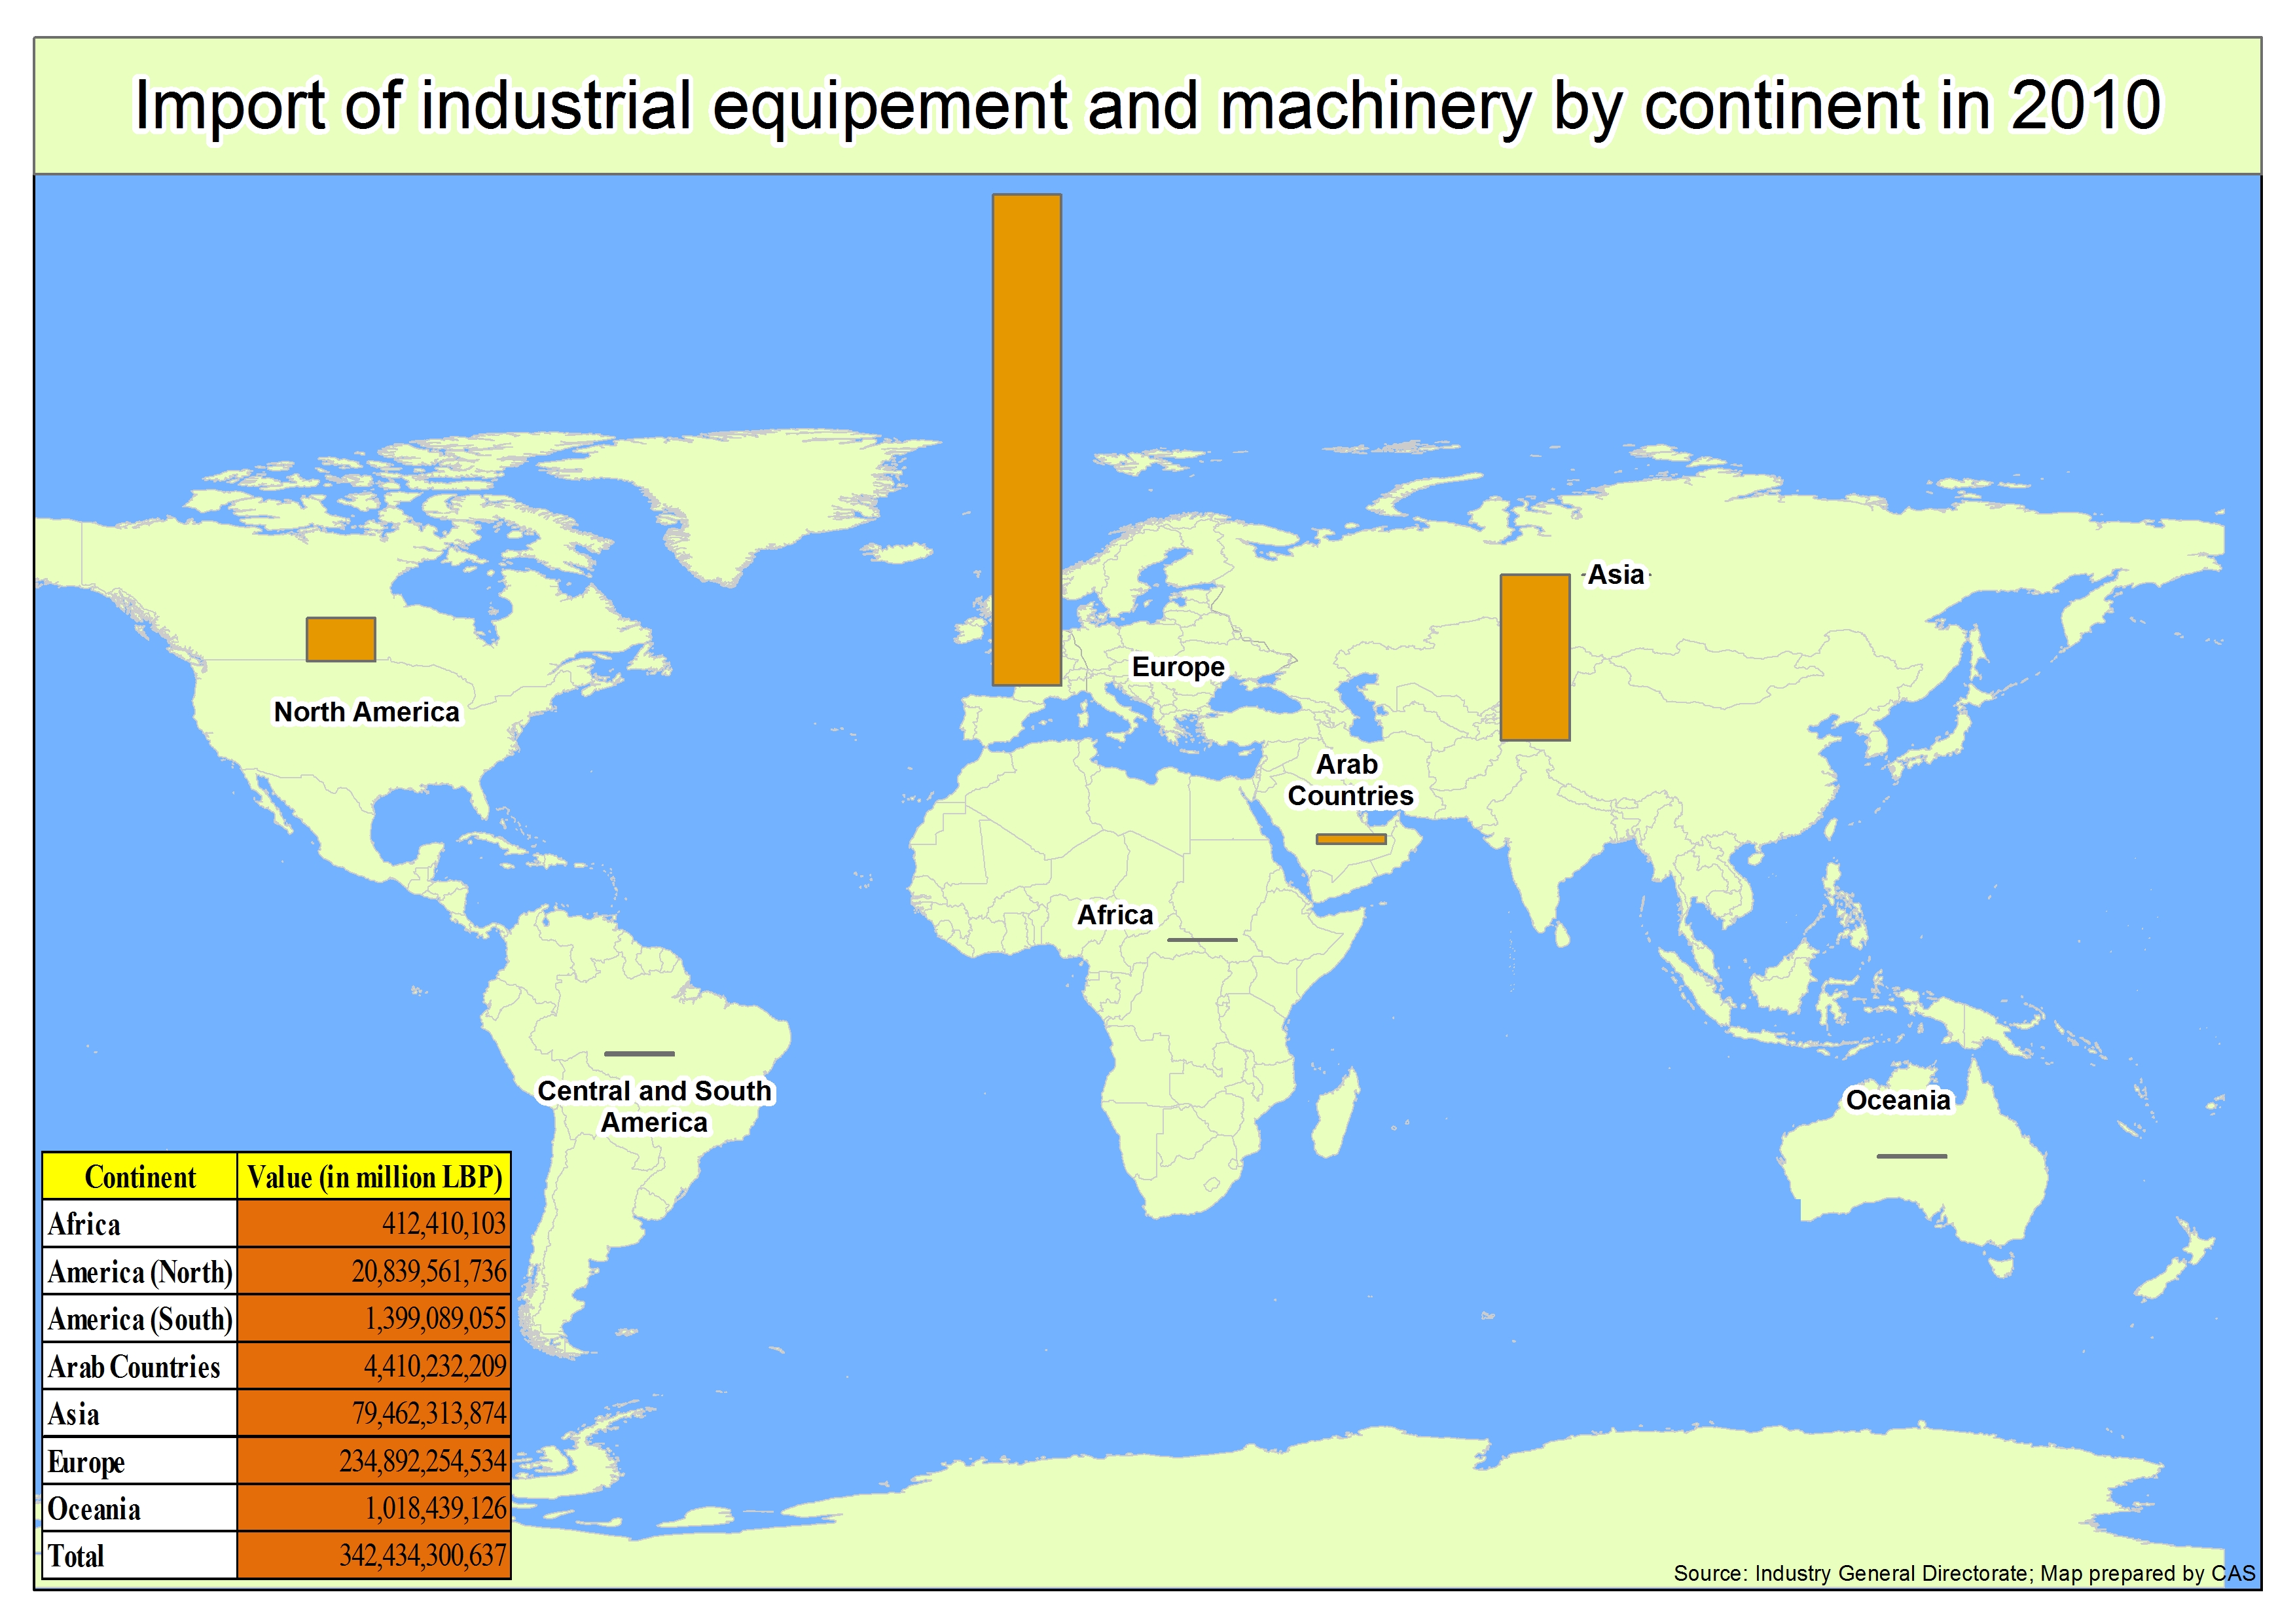 Import of industrial equipement and machinery by continent in 2010
Asia
Europe
North America
Arab
Countries
Africa
Central and South
America
Oceania
Continent Value (in million LBP)
Africa 412,410,103
America (North) 20,839,561,736
America (South) 1,399,089,055
Arab Countries 4,410,232,209
Asia 79,462,313,874
Europe 234,892,254,534
Oceania 1,018,439,126
Total 342,434,300,637
Source: Industry General Directorate; Map prepared by CAS